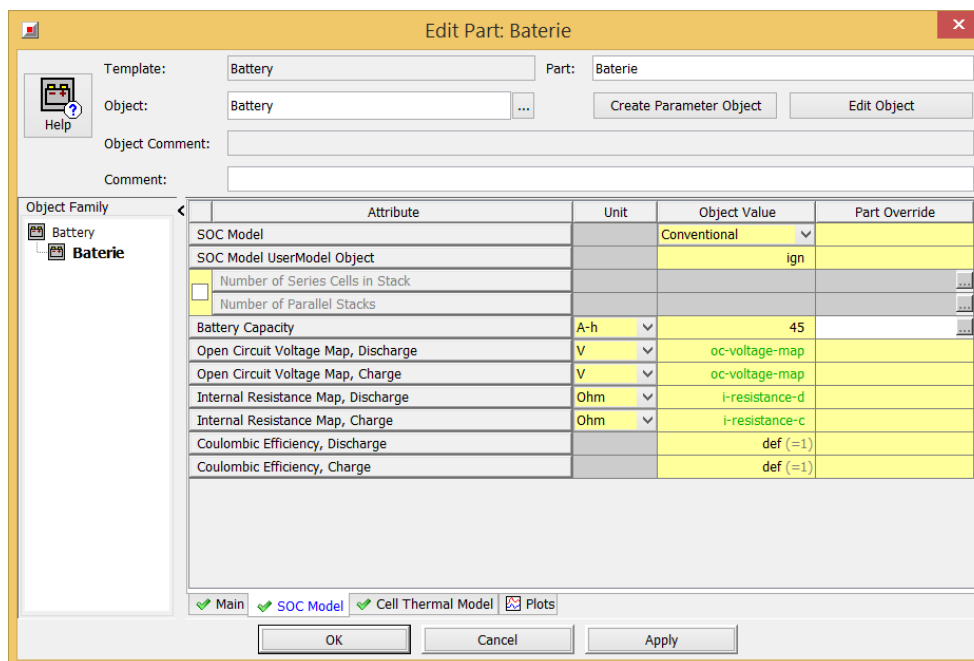 Edit Part: Baterie
Template: Battery Part: Baterie
Help
Object: Battery ... Create Parameter Object Edit Object
Object Comment:
Comment:
Object Family
Battery
Baterie
Attribute Unit Object Value Part Override
SOC Model Conventional
SOC Model UserModel Object ign
Number of Series Cells in Stack ...
Number of Parallel Stacks ...
Battery Capacity A-h 45 ...
Open Circuit Voltage Map, Discharge V oc-voltage-map
Open Circuit Voltage Map, Charge V oc-voltage-map
Internal Resistance Map, Discharge Ohm i-resistance-d
Internal Resistance Map, Charge Ohm i-resistance-c
Coulombic Efficiency, Discharge def (=1)
Coulombic Efficiency, Charge def (=1)
Main SOC Model Cell Thermal Model Plots
OK Cancel Apply